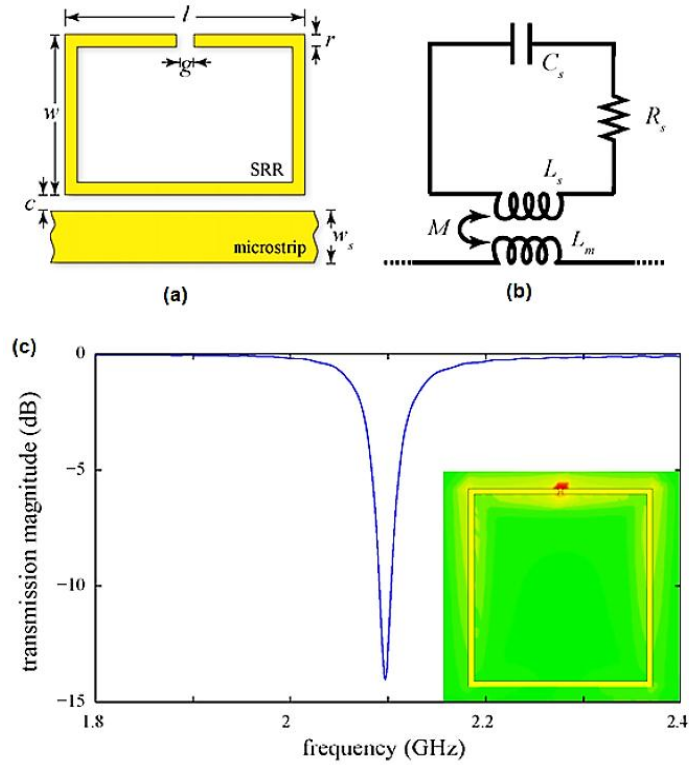 l
r
g
w
SRR
c
microstrip
w_s
(a)
C_s
R_s
L_s
M
L_m
(b)
(c)
0
−5
−10
−15
transmission magnitude (dB)
1.8
2
2.2
2.4
frequency (GHz)